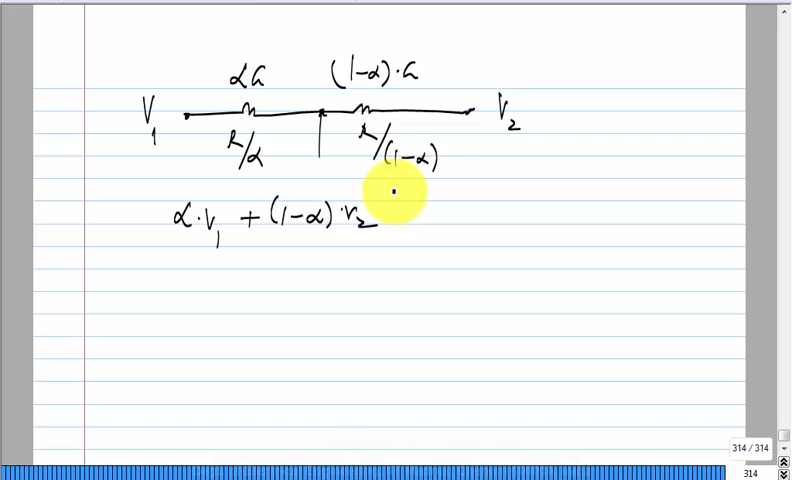 αG (1-α)·G
V₁ V₂
R/α R/(1-α)
α·V₁ + (1-α)·V₂
314 / 314
314